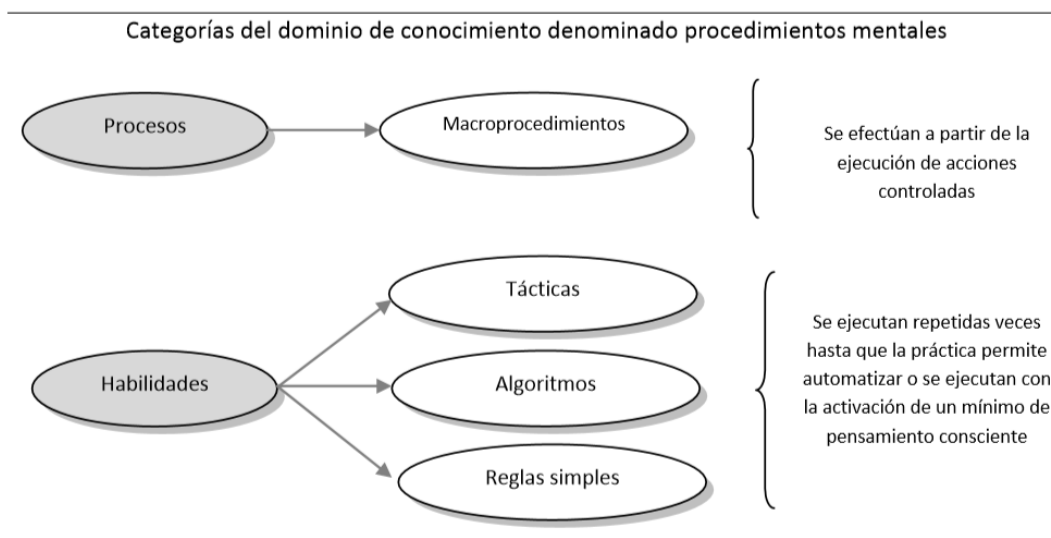 Categorías del dominio de conocimiento denominado procedimientos mentales
Procesos
Macroprocedimientos
Se efectúan a partir de la
ejecución de acciones
controladas
Habilidades
Tácticas
Algoritmos
Reglas simples
Se ejecutan repetidas veces
hasta que la práctica permite
automatizar o se ejecutan con
la activación de un mínimo de
pensamiento consciente